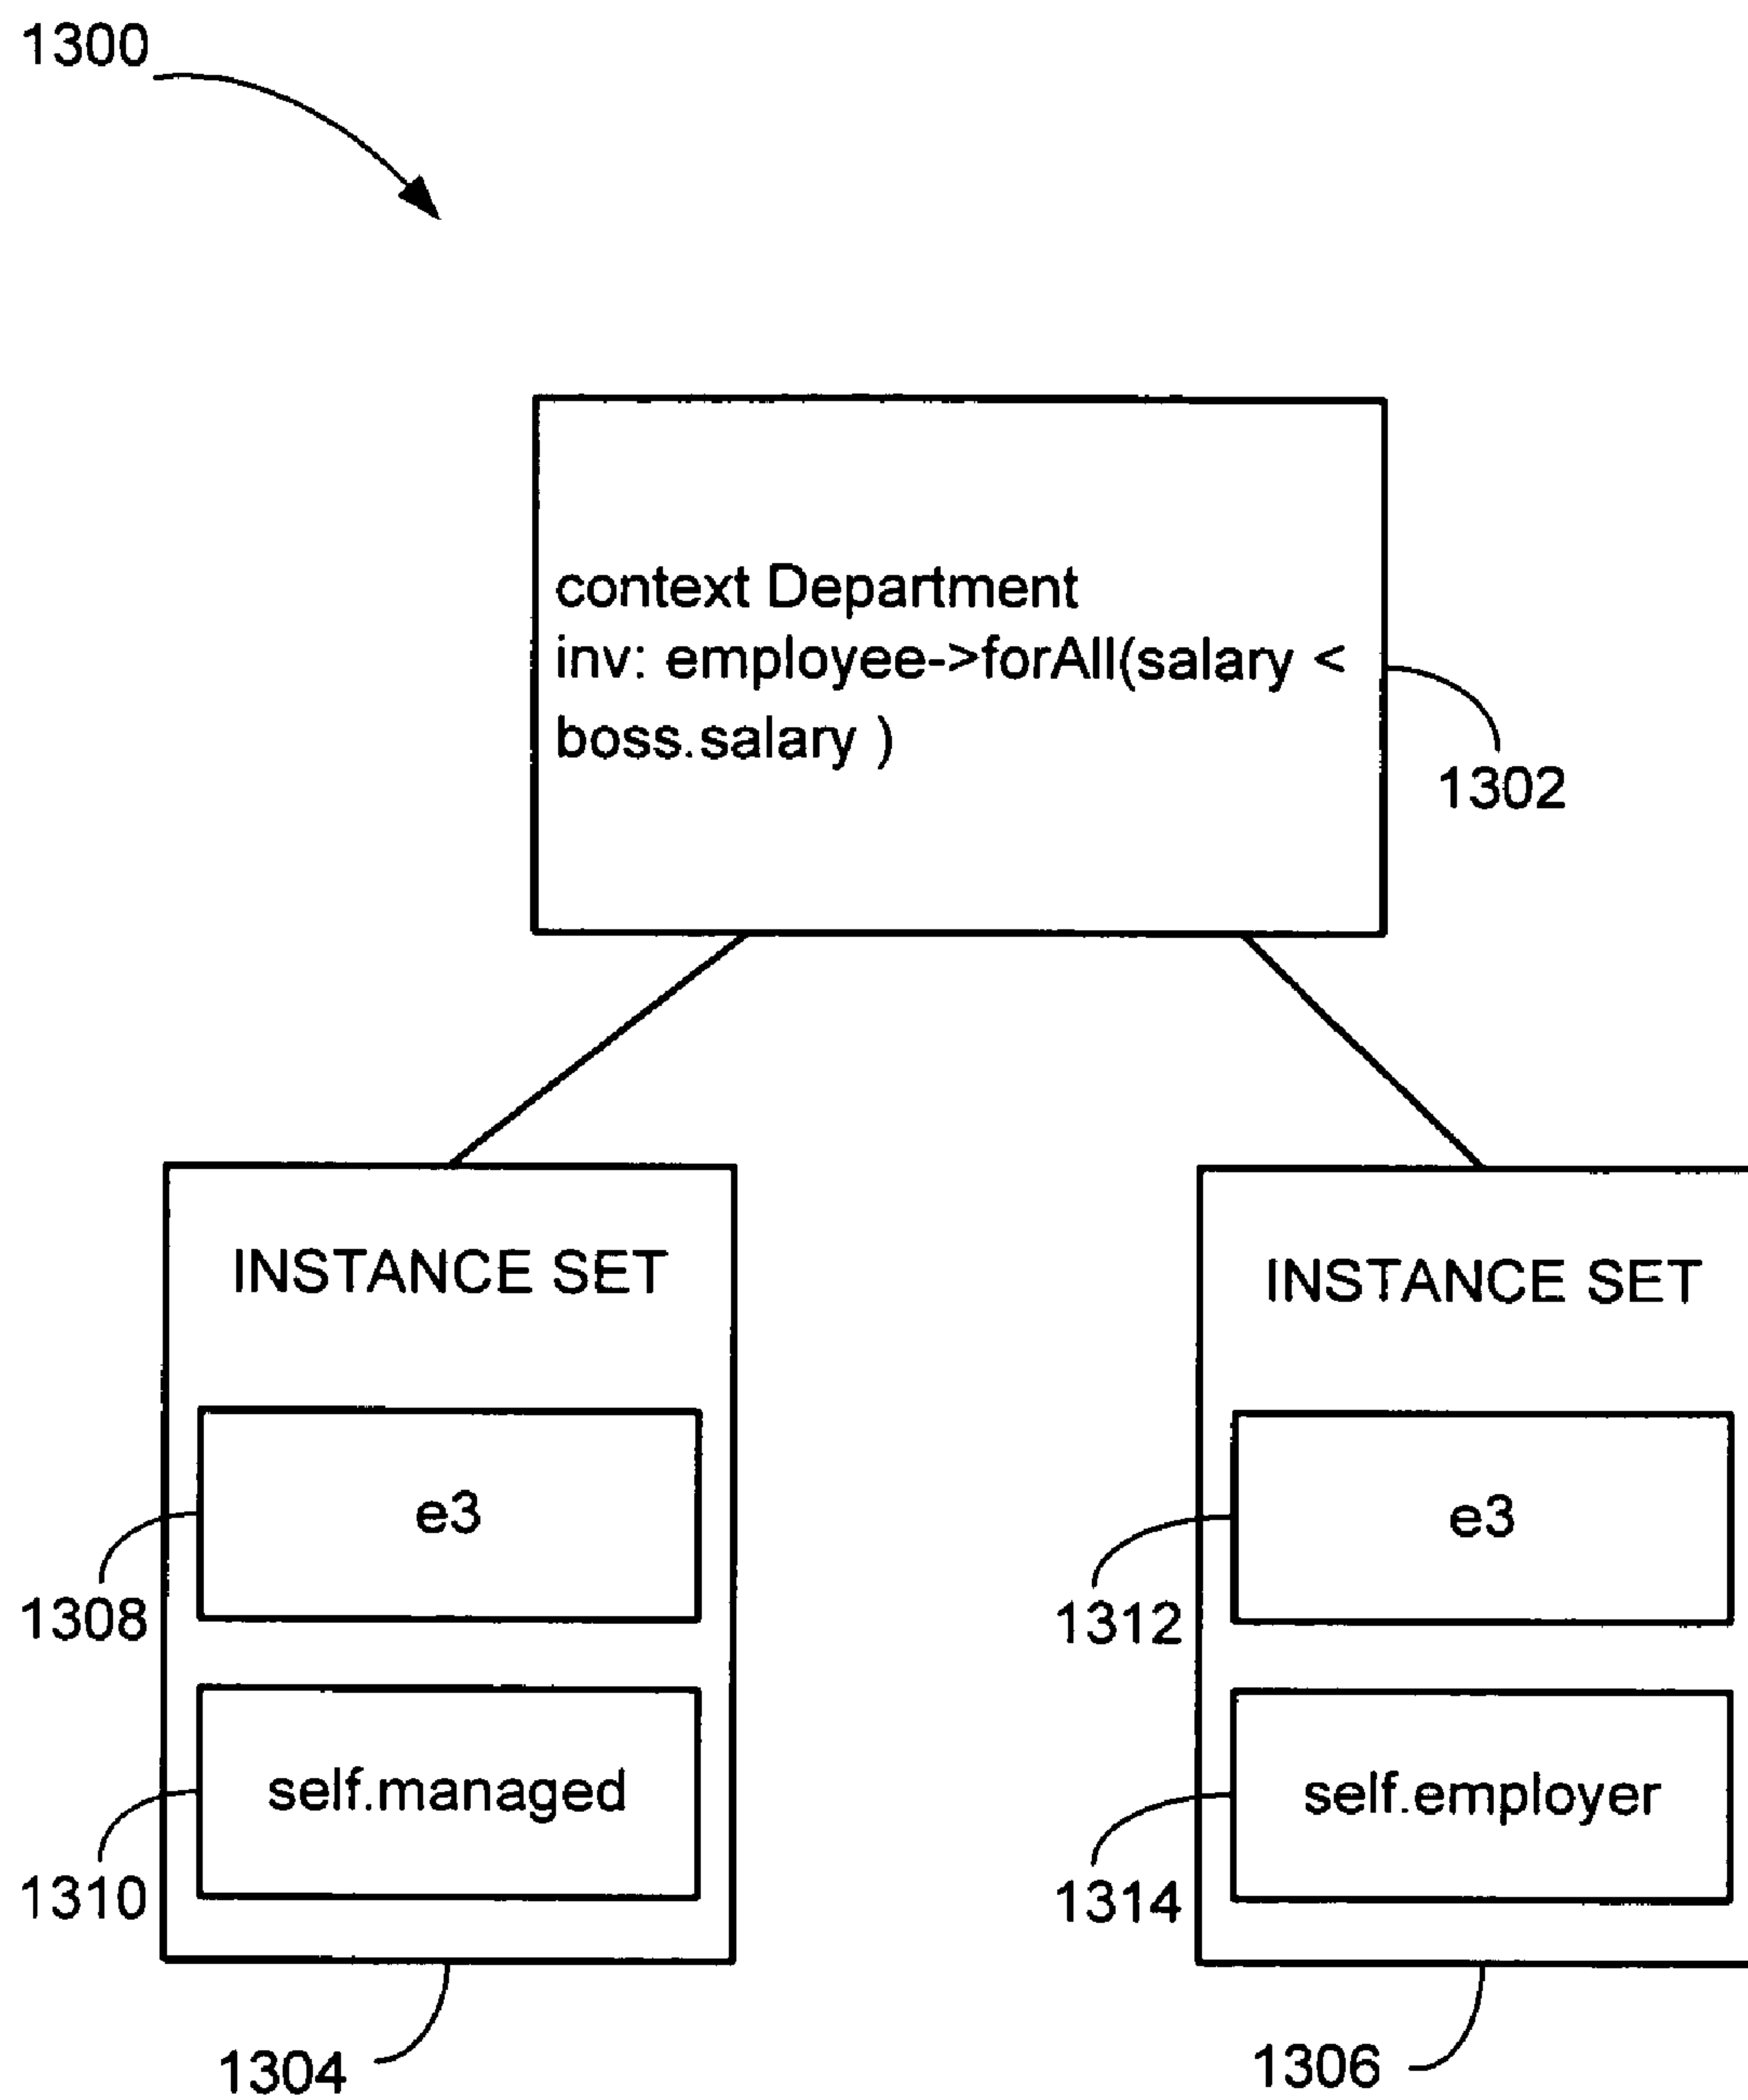 1300
context Department
inv: employee->forAll(salary <
boss.salary )
1302
INSTANCE SET
e3
1308
self.managed
1310
1304
INSTANCE SET
e3
1312
self.employer
1314
1306